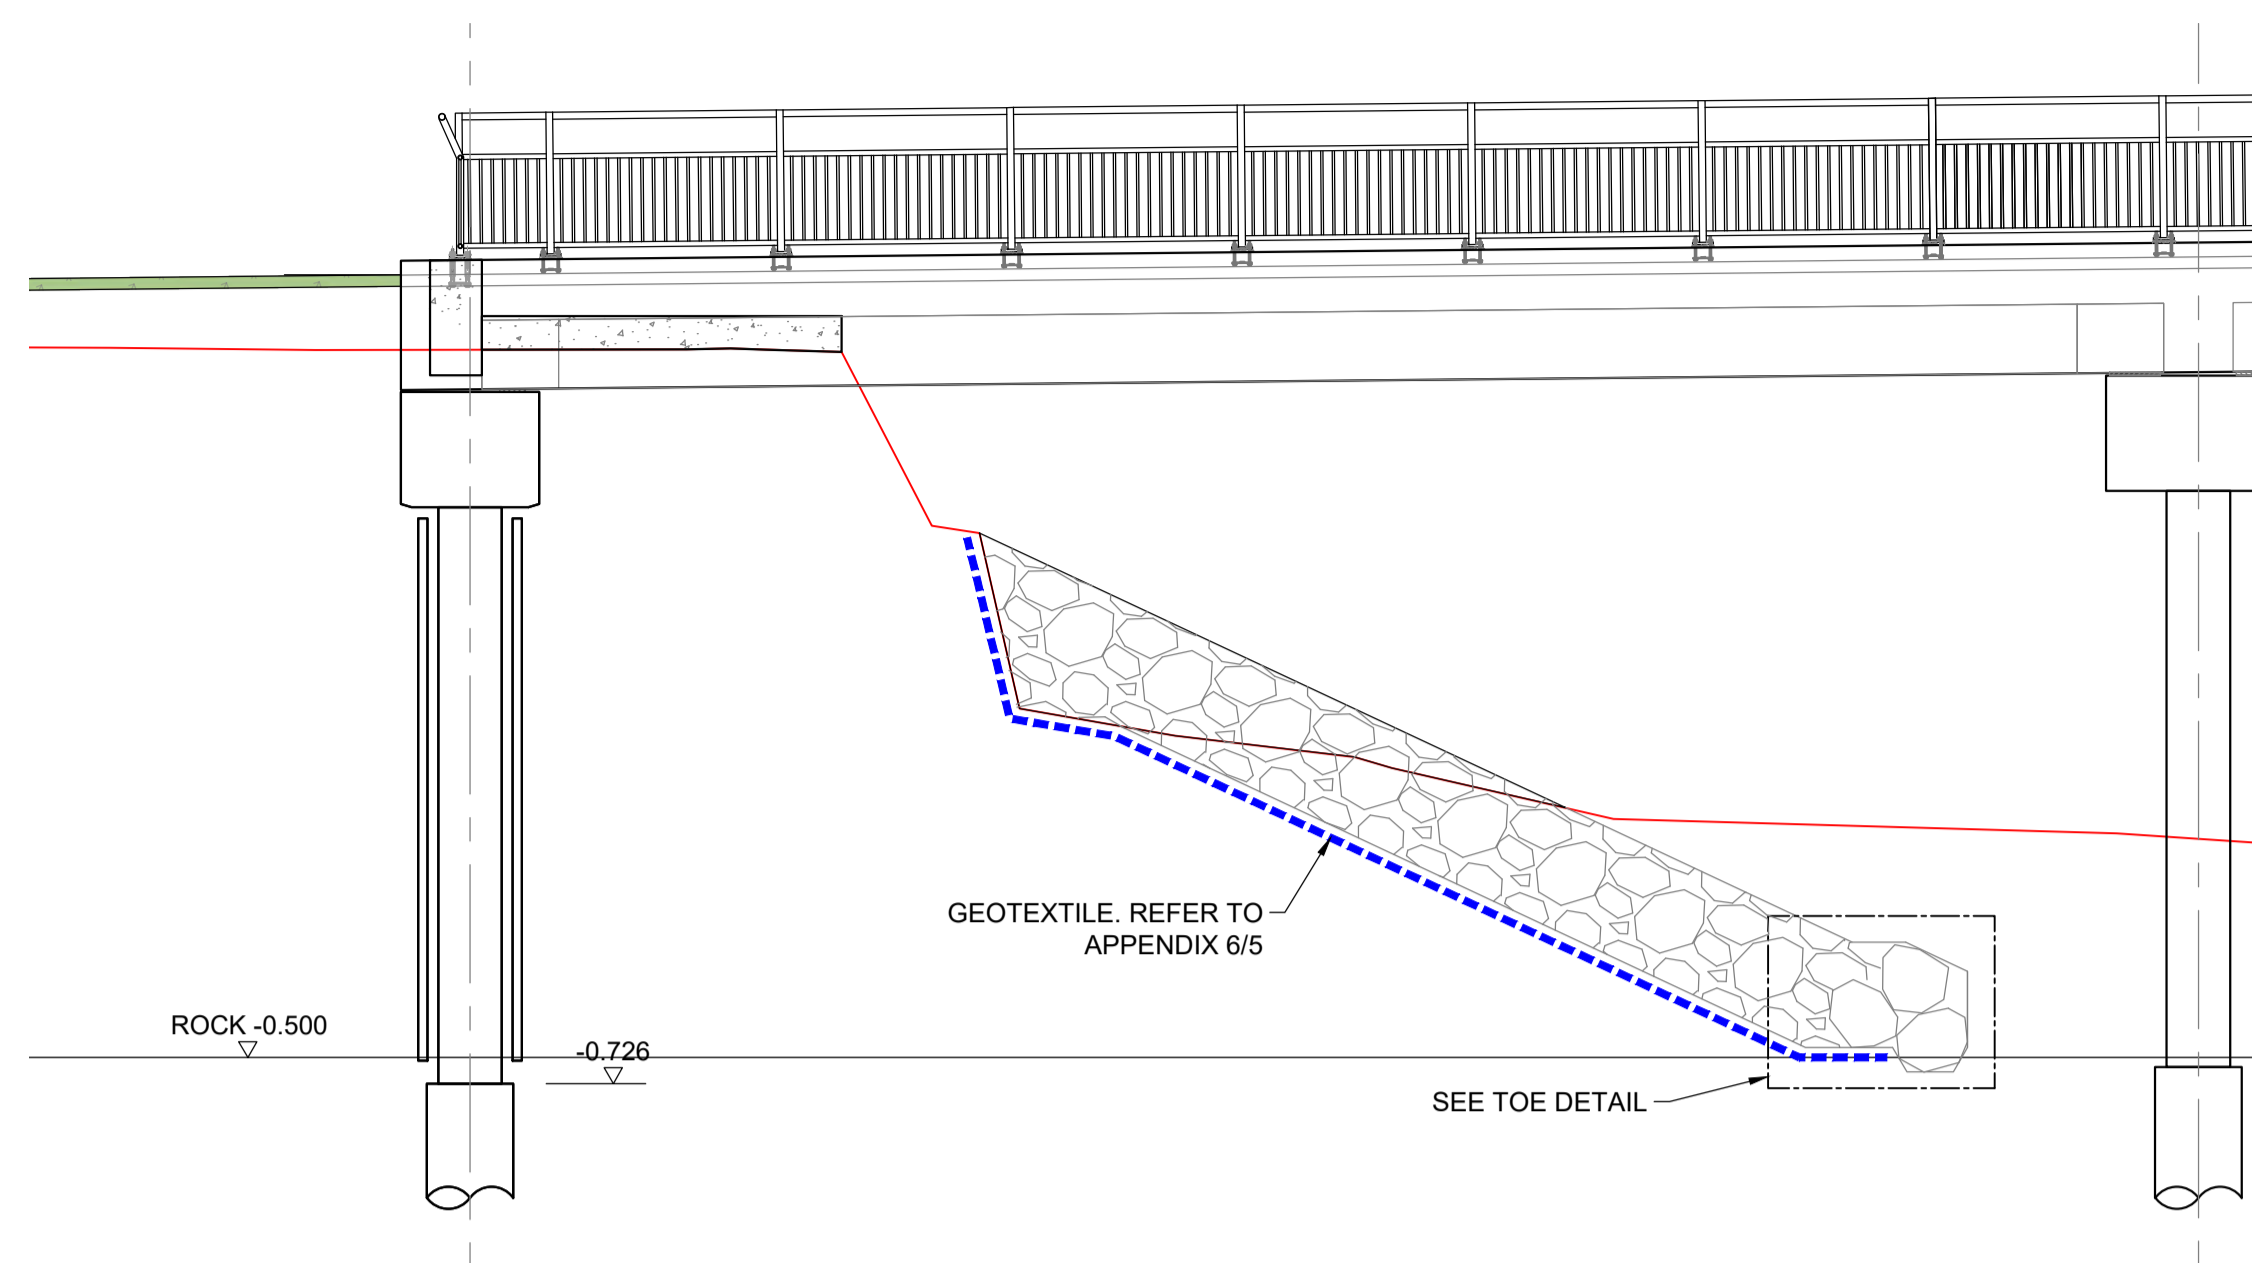 GEOTEXTILE. REFER TO
APPENDIX 6/5
ROCK -0.500
-0.726
SEE TOE DETAIL